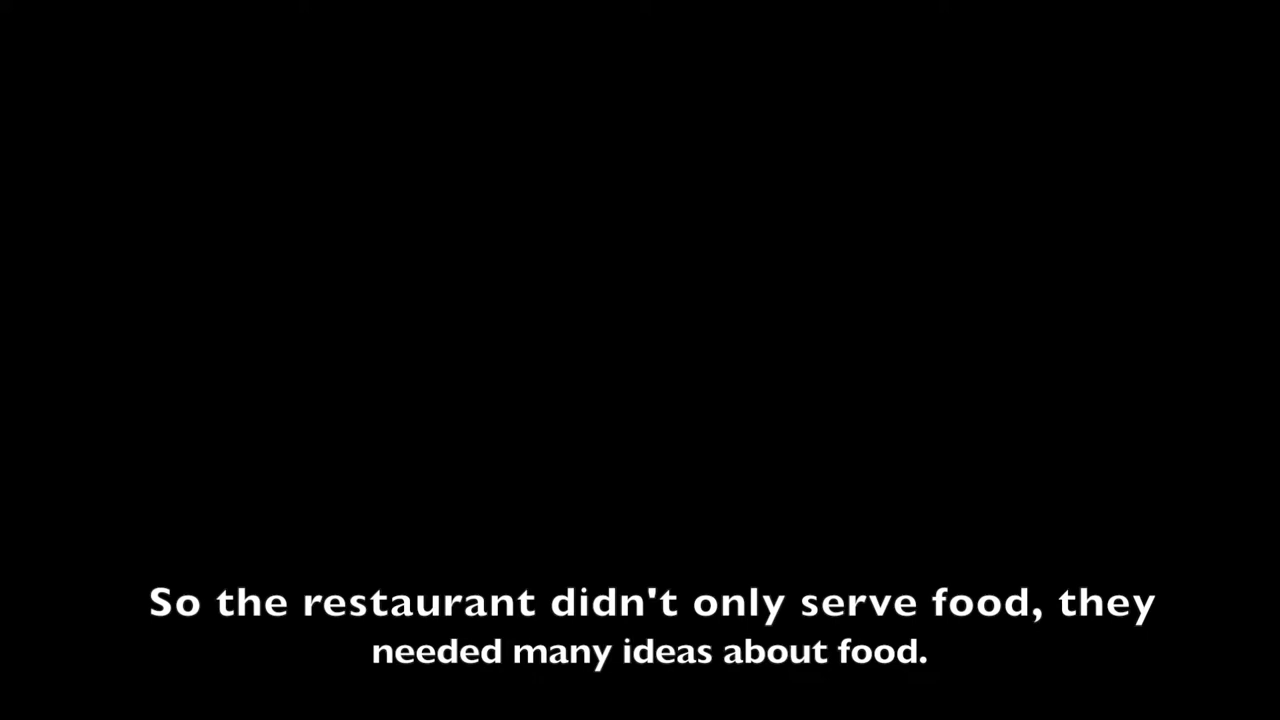 So the restaurant didn't only serve food, they
needed many ideas about food.